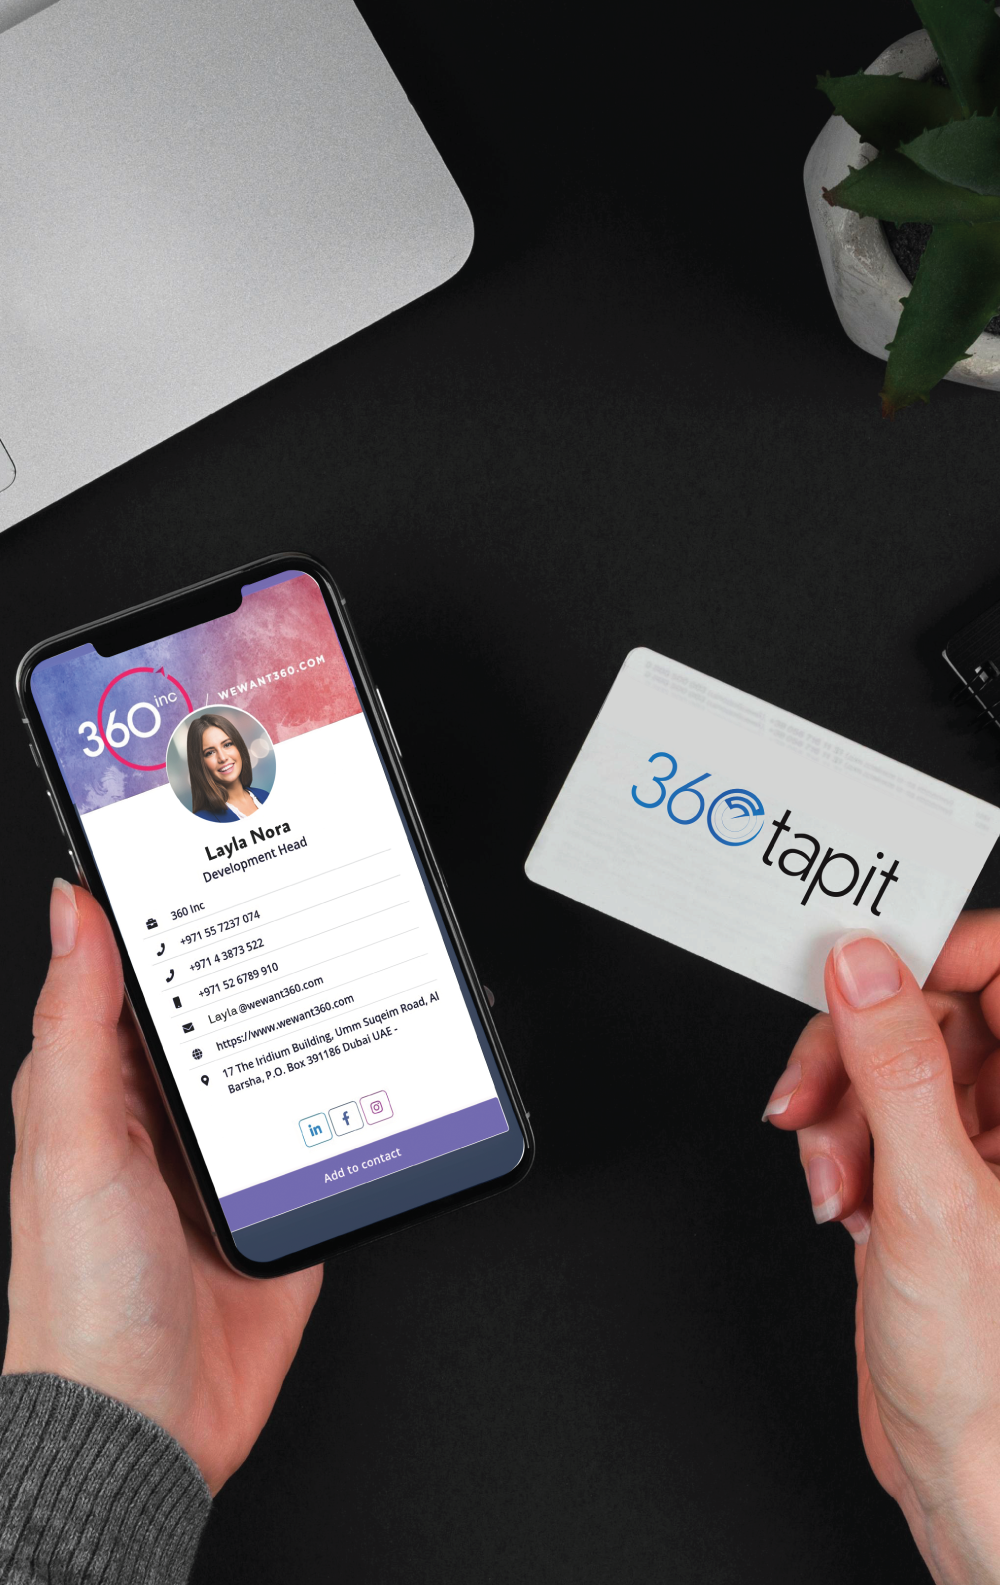 360 inc / WEWANT360.COM
Layla Nora
Development Head
360 Inc
+971 55 7237 074
+971 4 3873 522
+971 52 6789 910
Layla@wewant360.com
https://www.wewant360.com
17 The Iridium Building, Umm Suqeim Road, Al
Barsha, P.O. Box 391186 Dubai UAE -
in f
Add to contact
360 tapit